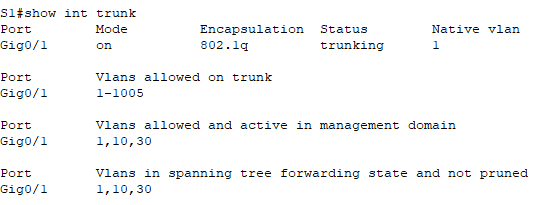 S1#show int trunk
Port        Mode         Encapsulation  Status        Native vlan
Gig0/1      on           802.1q         trunking      1
Port        Vlans allowed on trunk
Gig0/1      1-1005
Port        Vlans allowed and active in management domain
Gig0/1      1,10,30
Port        Vlans in spanning tree forwarding state and not pruned
Gig0/1      1,10,30